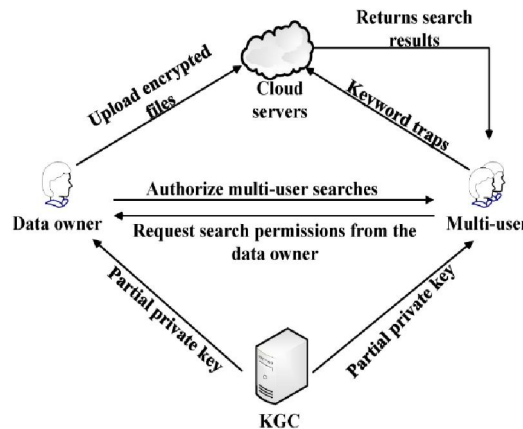 Returns search
results
Upload encrypted
files
Cloud
servers
Keyword traps
Authorize multi-user searches
Data owner
Multi-user
Request search permissions from the
data owner
Partial private key
Partial private key
KGC